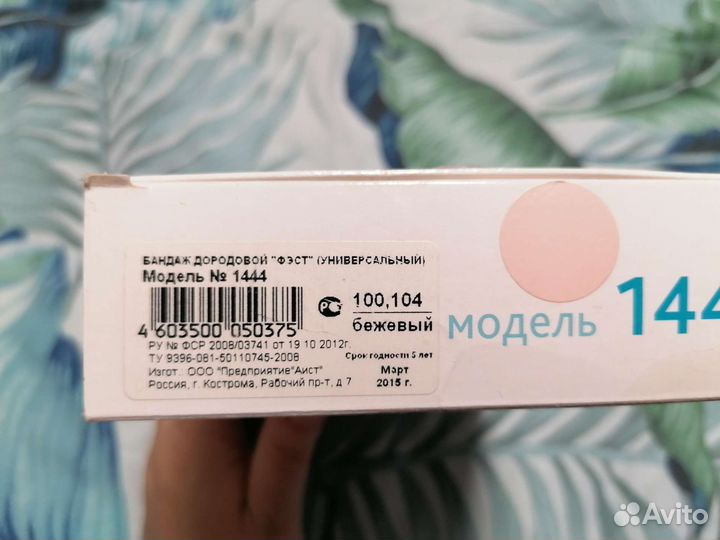 БАНДАЖ ДОРОДОВОЙ "ФЭСТ" (УНИВЕРСАЛЬНЫЙ)
Модель № 1444
4 603500 050375
РСТ
100,104
бежевый
РУ № ФСР 2008/03741 от 19 10 2012г.
ТУ 9396-081-50110745-2008
Срок годности 5 лет
Изгот.: ООО "Предприятие"Аист"
Март
Россия, г. Кострома, Рабочий пр-т, д 7
2015 г.
модель 144
Avito